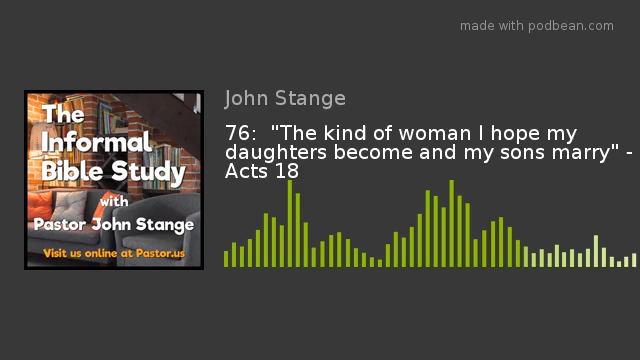 made with podbean.com
John Stange
76:  "The kind of woman I hope my
daughters become and my sons marry" -
Acts 18
The
Informal
Bible Study
with
Pastor John Stange
Visit us online at Pastor.us